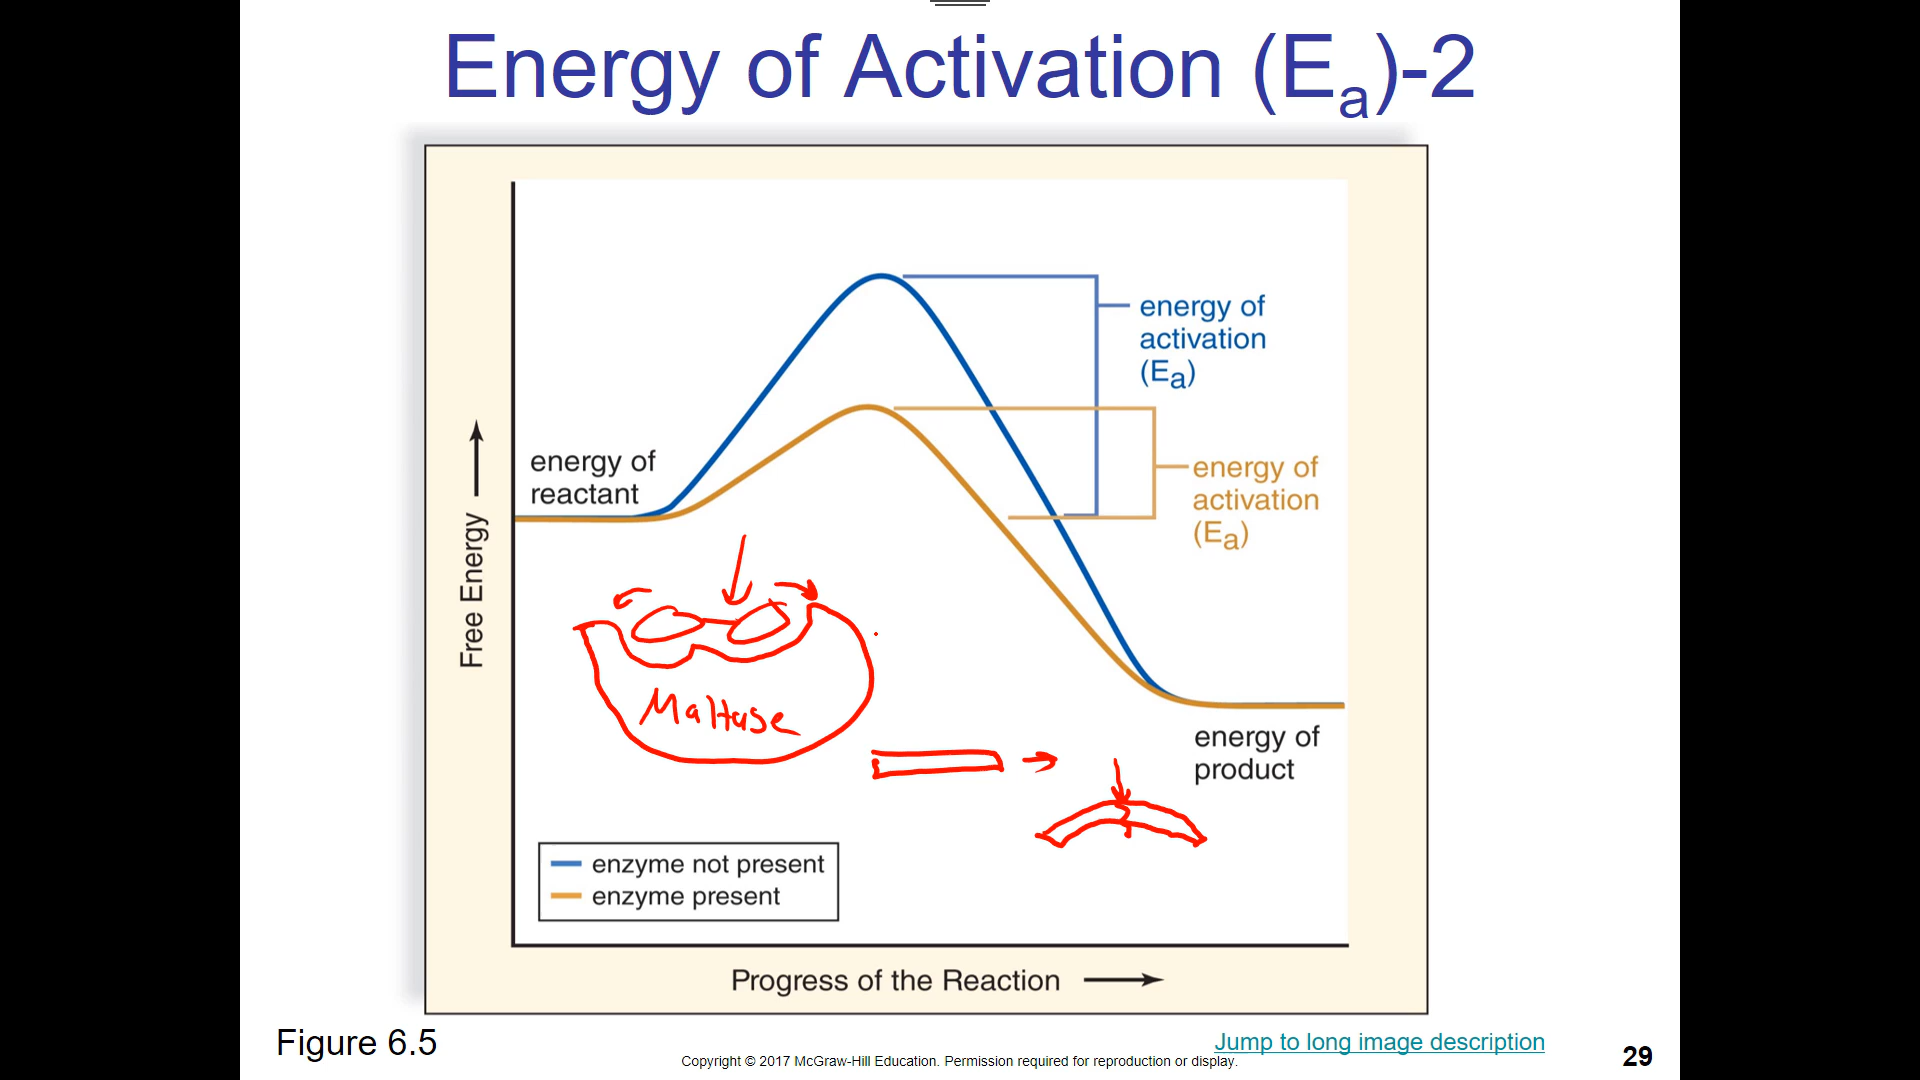 Energy of Activation (Ea)-2
energy of
activation
(Ea)
energy of
reactant
energy of
activation
(Ea)
Free Energy
Maltase
energy of
product
enzyme not present
enzyme present
Progress of the Reaction
Figure 6.5
Jump to long image description
Copyright © 2017 McGraw-Hill Education. Permission required for reproduction or display.
29